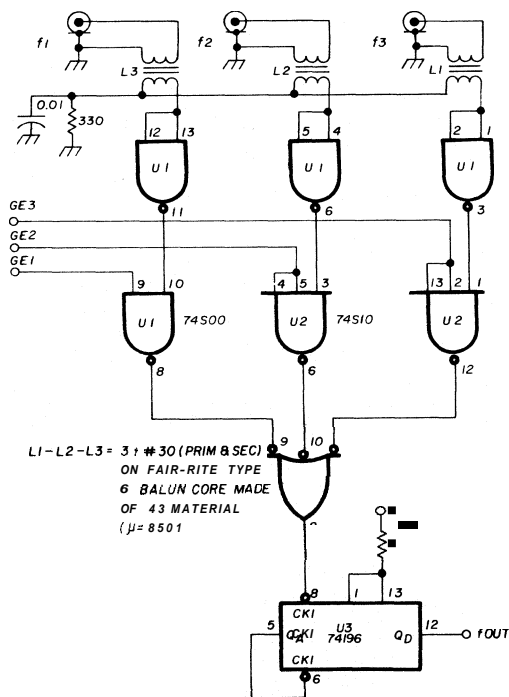 f1 f2 f3
L3 L2 L1
0.01
330
12 13 5 4 2 1
U1 U1 U1
11 6 3
GE3
GE2
GE1
9 10 4 5 3 13 2 1
U1 74S00 U2 74S10 U2
8 6 12
9 10
L1-L2-L3 = 3 t #30 (PRIM & SEC)
ON FAIR-RITE TYPE
6 BALUN CORE MADE
OF 43 MATERIAL
(µ=8501
8 1 13
CK1
5 CK1 U3 QD 12 fOUT
74196
CK1
6